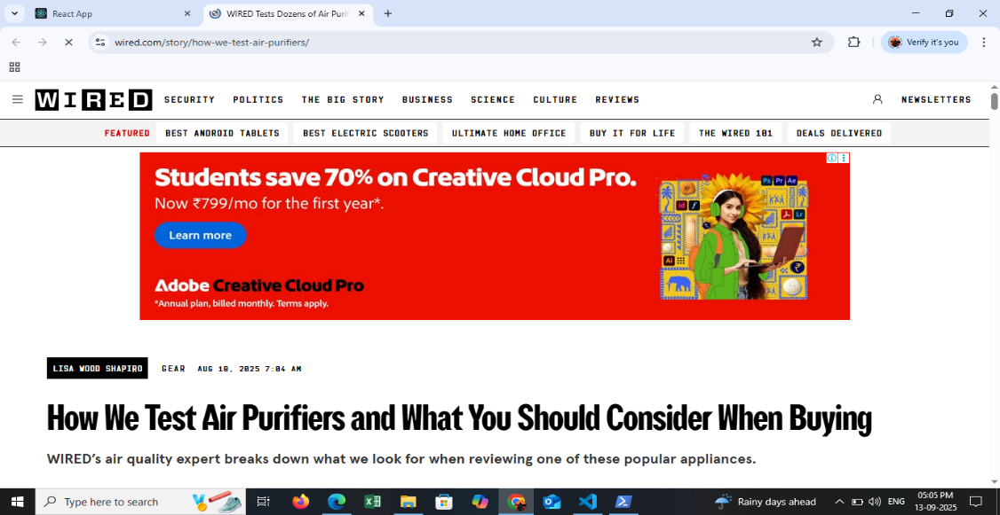 React App
WIRED Tests Dozens of Air Purif
wired.com/story/how-we-test-air-purifiers/
Verify it's you
WIRED
SECURITY
POLITICS
THE BIG STORY
BUSINESS
SCIENCE
CULTURE
REVIEWS
NEWSLETTERS
FEATURED
BEST ANDROID TABLETS
BEST ELECTRIC SCOOTERS
ULTIMATE HOME OFFICE
BUY IT FOR LIFE
THE WIRED 101
DEALS DELIVERED
Students save 70% on Creative Cloud Pro.
Now ₹799/mo for the first year*.
Learn more
Adobe Creative Cloud Pro
*Annual plan, billed monthly. Terms apply.
Ps Pr Ae
Id
Lr
Ai
₹
LISA WOOD SHAPIRO
GEAR
AUG 18, 2025 7:04 AM
How We Test Air Purifiers and What You Should Consider When Buying
WIRED's air quality expert breaks down what we look for when reviewing one of these popular appliances.
Type here to search
Rainy days ahead
ENG
05:05 PM
13-09-2025